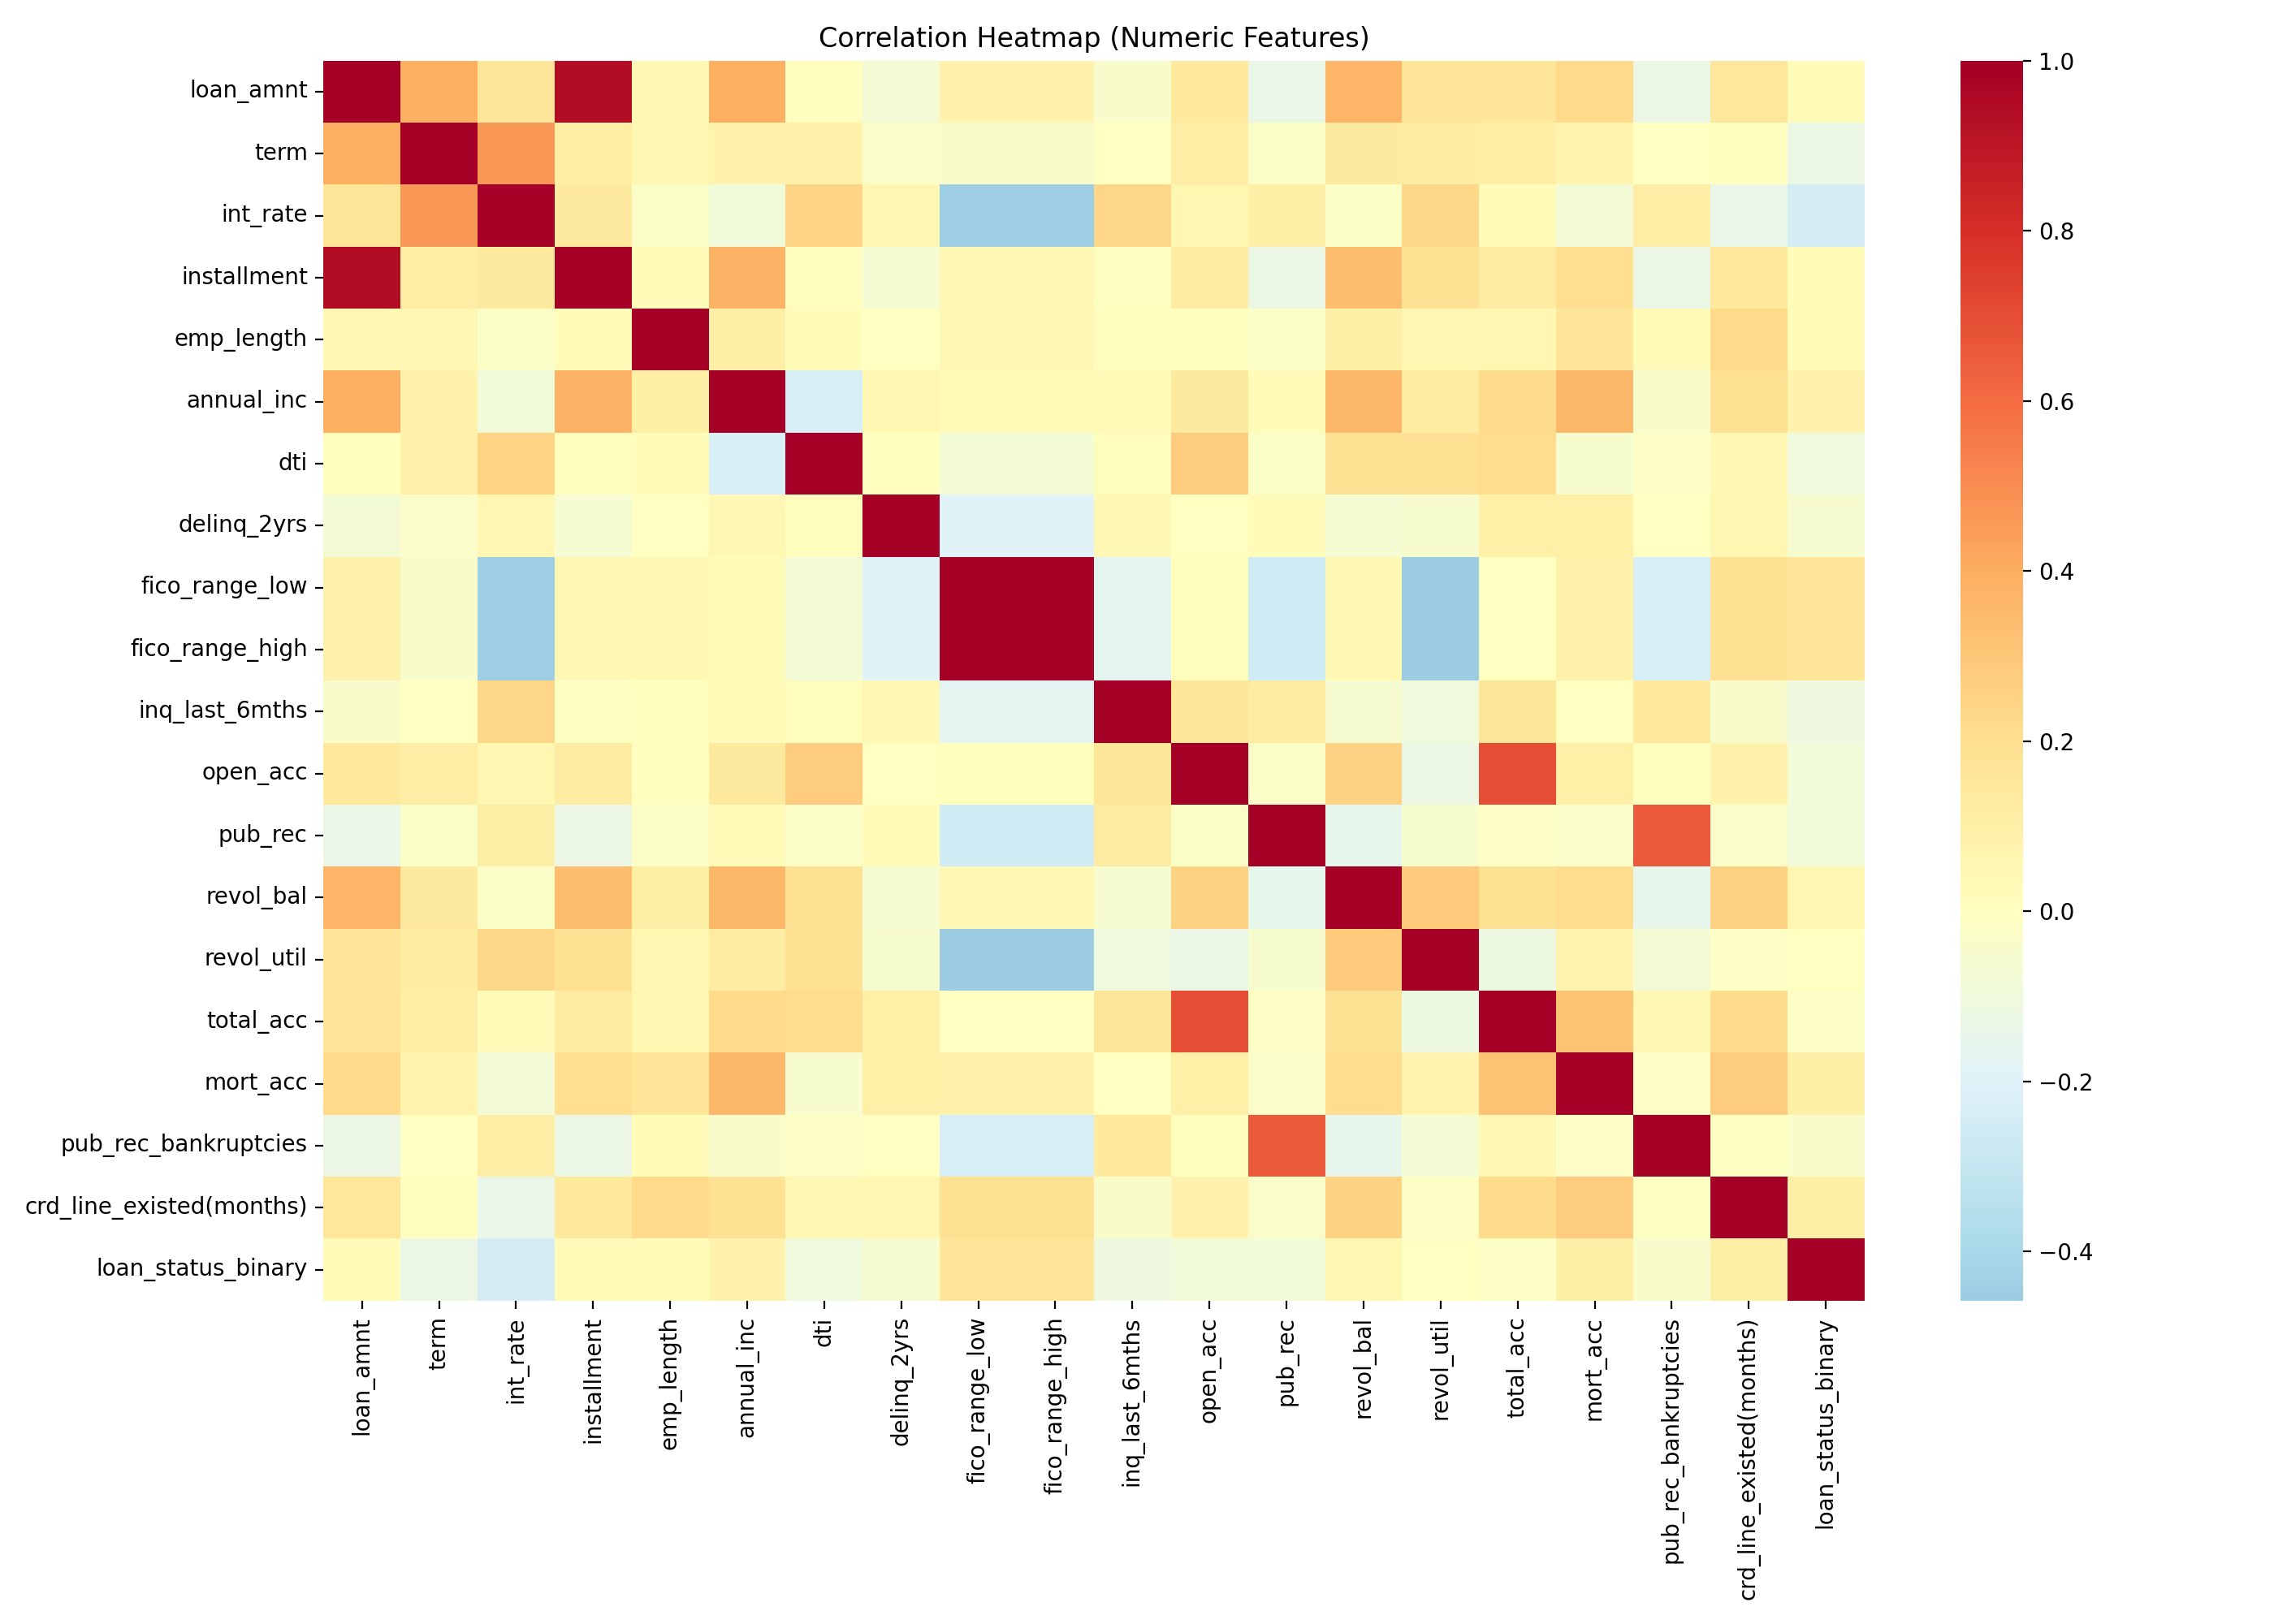 Correlation Heatmap (Numeric Features)
loan_amnt
term
int_rate
installment
emp_length
annual_inc
dti
delinq_2yrs
fico_range_low
fico_range_high
inq_last_6mths
open_acc
pub_rec
revol_bal
revol_util
total_acc
mort_acc
pub_rec_bankruptcies
crd_line_existed(months)
loan_status_binary
loan_amnt
term
int_rate
installment
emp_length
annual_inc
dti
delinq_2yrs
fico_range_low
fico_range_high
inq_last_6mths
open_acc
pub_rec
revol_bal
revol_util
total_acc
mort_acc
pub_rec_bankruptcies
crd_line_existed(months)
loan_status_binary
1.0
0.8
0.6
0.4
0.2
0.0
−0.2
−0.4